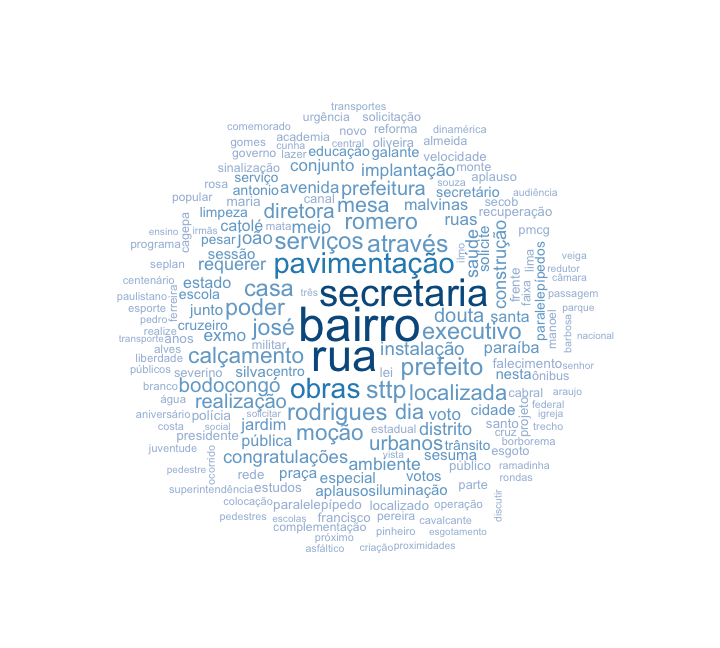 transportes
urgência solicitação
comemorado academia novo reforma dinamérica
gomes cunha central oliveira almeida
governo lazer educação galante velocidade
sinalização conjunto implantação monte aplauso câmara
serviço
rosa antonio avenida prefeitura souza secretário audiência
popular maria canal mesa malvinas secob
limpeza diretora recuperação
ensino irmãs catolé mata meio romero ruas pmcg
cagepa
programa pesar joão serviços através saúde solicite construção
sessão ilmo lima veiga
seplan requerer pavimentação frente paralelepípedos redutor
centenário estado casa três secretaria faixa passagem
paulistano ferreira escola
esporte junto poder bairro douta santa manoel parque
pedro cruzeiro josé executivo barbosa
realize
transporte anos exmo militar rua instalação paraíba nacional
alves calçamento
liberdade prefeito falecimento senhor
públicos severino silva centro lei nesta ônibus
branco bodocongó obras sttp localizada cabral araujo
água realização projeto federal
aniversário polícia solicitar rodrigues dia voto cidade igreja
costa social jardim moção estadual distrito santo trecho
presidente pública urbanos trânsito cruz borborema
juventude ocorrido congratulações vista sesuma esgoto
pedestre rede praça ambiente público ramadinha
especial votos rondas
superintendência estudos aplausos iluminação parte
colocação paralelepípedo localizado operação discutir
pedestres escolas francisco pereira cavalcante
complementação pinheiro esgotamento
próximo
asfáltico criação proximidades